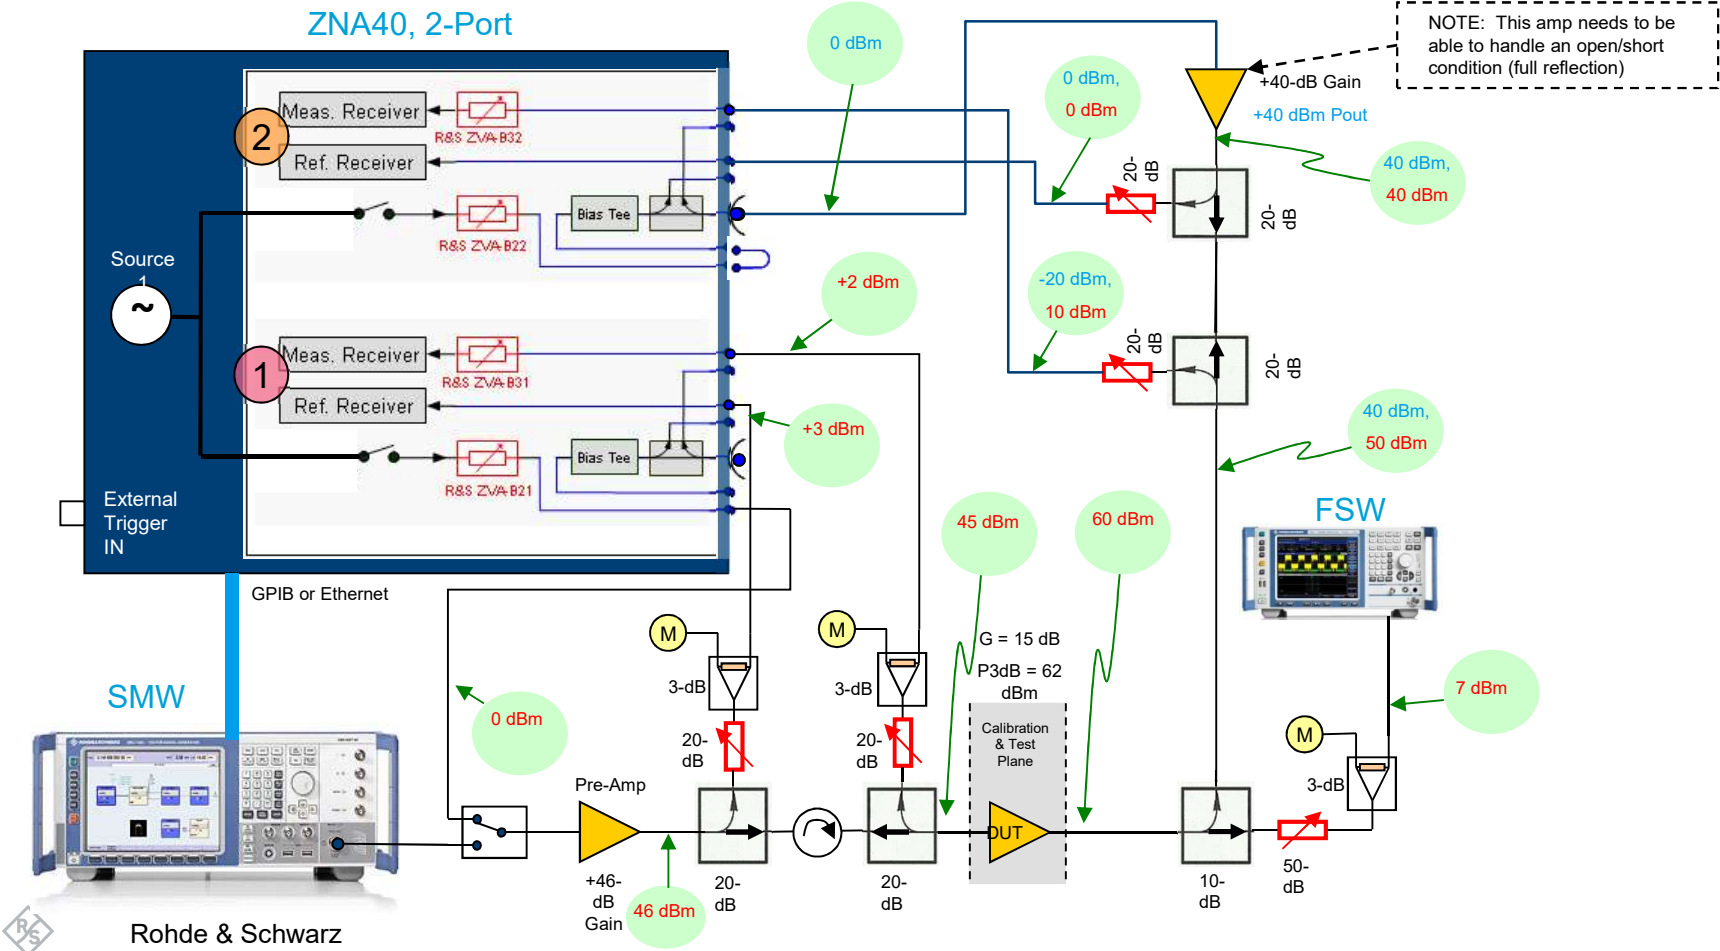 ZNA40, 2-Port
NOTE:  This amp needs to be
able to handle an open/short
condition (full reflection)
0 dBm
0 dBm,
0 dBm
+40-dB Gain
+40 dBm Pout
2
Meas. Receiver
R&S ZVA-B32
Ref. Receiver
Bias Tee
R&S ZVA-B22
20-
dB
20-
dB
40 dBm,
40 dBm
Source
1
~
+2 dBm
-20 dBm,
10 dBm
20-
dB
20-
dB
1
Meas. Receiver
R&S ZVA-B31
Ref. Receiver
Bias Tee
R&S ZVA-B21
+3 dBm
40 dBm,
50 dBm
External
Trigger
IN
GPIB or Ethernet
45 dBm
60 dBm
FSW
M
M
G = 15 dB
P3dB = 62
dBm
3-dB
3-dB
SMW
0 dBm
20-
dB
20-
dB
Calibration
& Test
Plane
7 dBm
M
3-dB
Pre-Amp
DUT
+46-
dB
Gain
46 dBm
20-
dB
20-
dB
10-
dB
50-
dB
R S
Rohde & Schwarz